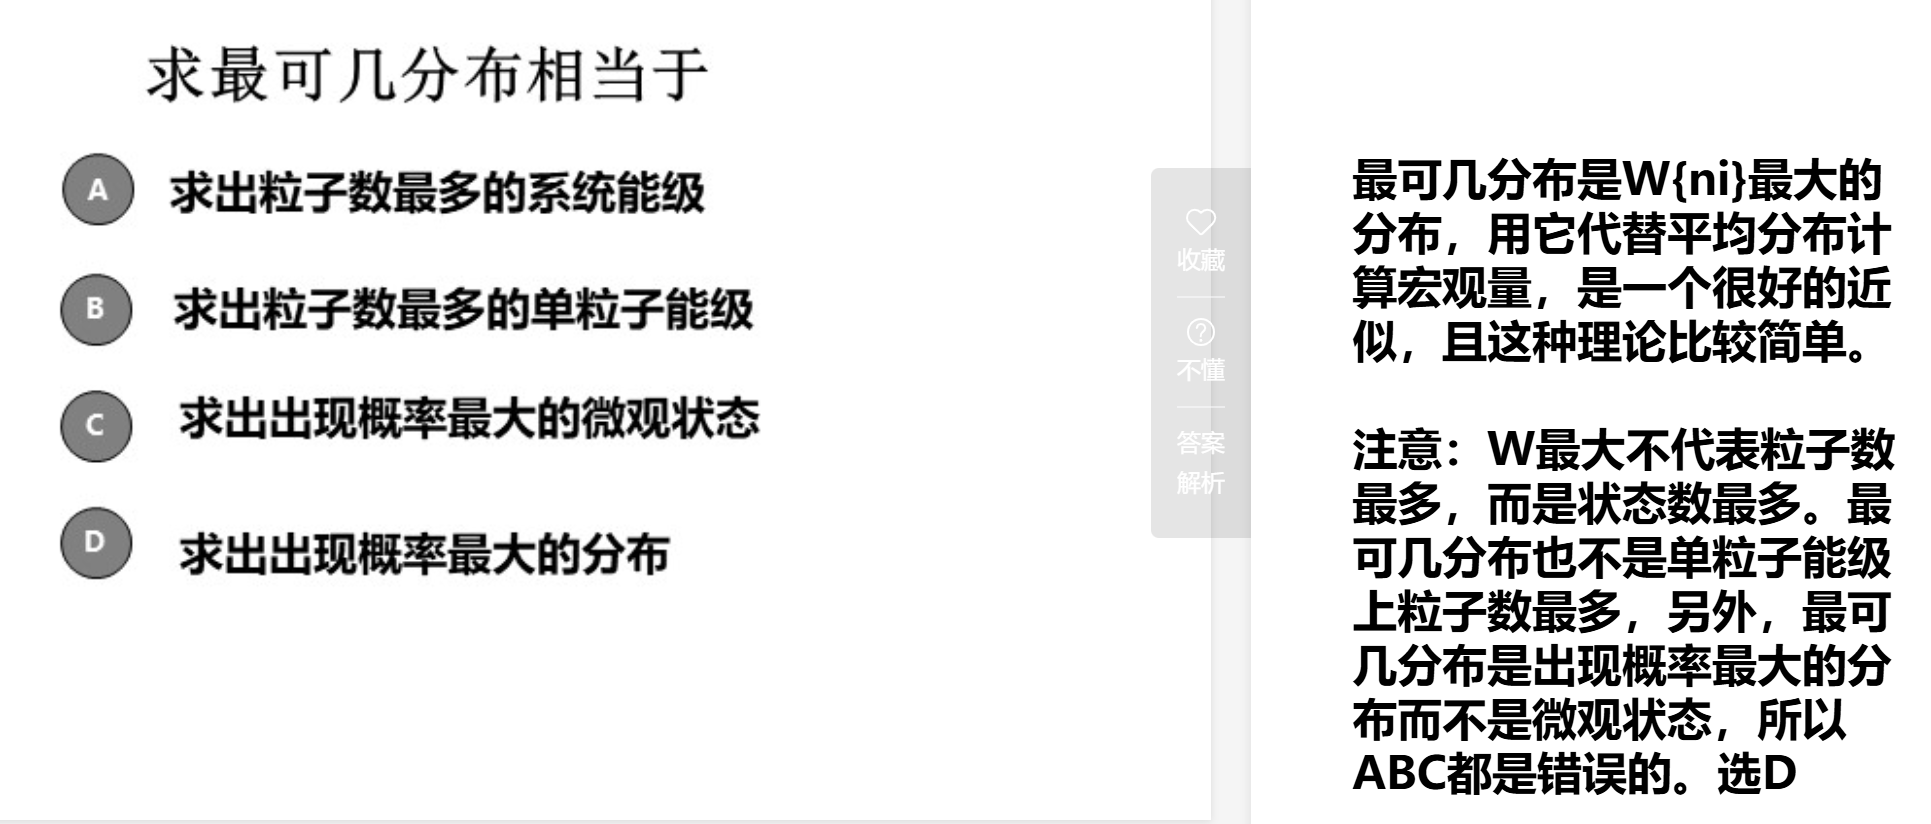 求最可几分布相当于
A 求出粒子数最多的系统能级
B 求出粒子数最多的单粒子能级
C 求出出现概率最大的微观状态
D 求出出现概率最大的分布
收藏
不懂
答案
解析
最可几分布是W{ni}最大的
分布，用它代替平均分布计
算宏观量，是一个很好的近
似，且这种理论比较简单。
注意：W最大不代表粒子数
最多，而是状态数最多。最
可几分布也不是单粒子能级
上粒子数最多，另外，最可
几分布是出现概率最大的分
布而不是微观状态，所以
ABC都是错误的。选D